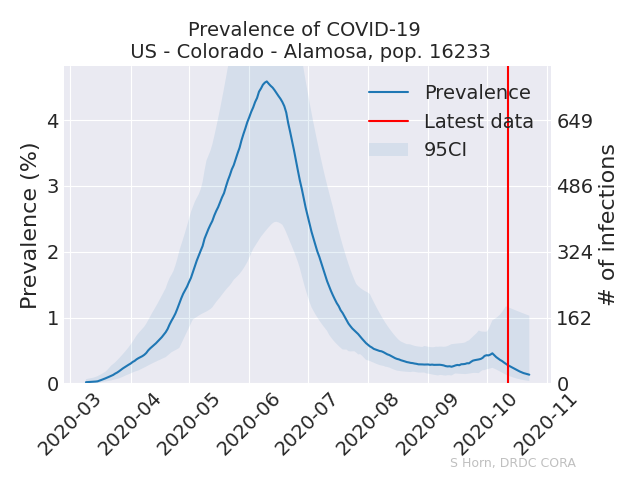 Prevalence of COVID-19
US - Colorado - Alamosa, pop. 16233
Prevalence (%)
4
3
2
1
0
Prevalence
Latest data
95CI
649
486
324
162
0
# of infections
2020-03
2020-04
2020-05
2020-06
2020-07
2020-08
2020-09
2020-10
2020-11
S Horn, DRDC CORA